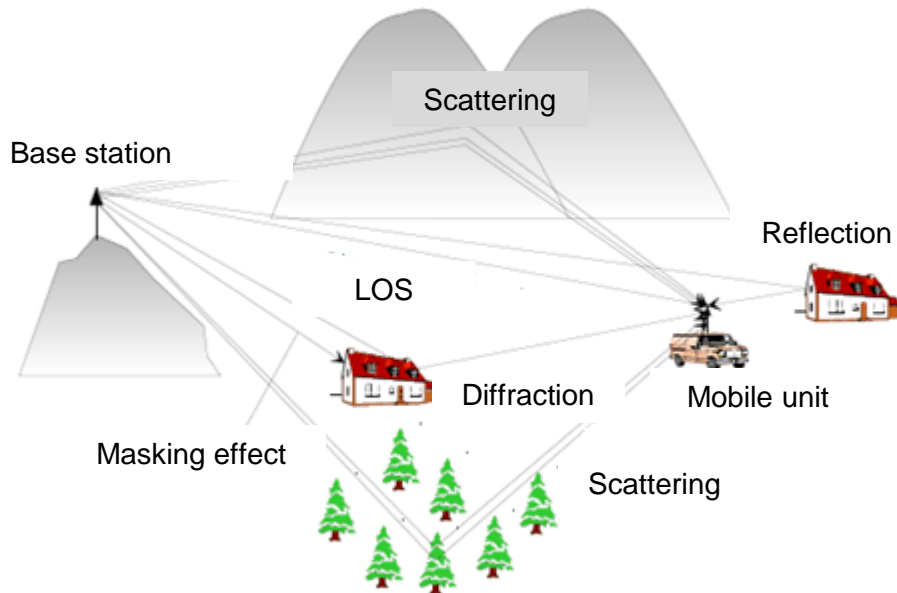 Scattering
Base station
Reflection
LOS
Diffraction
Mobile unit
Masking effect
Scattering